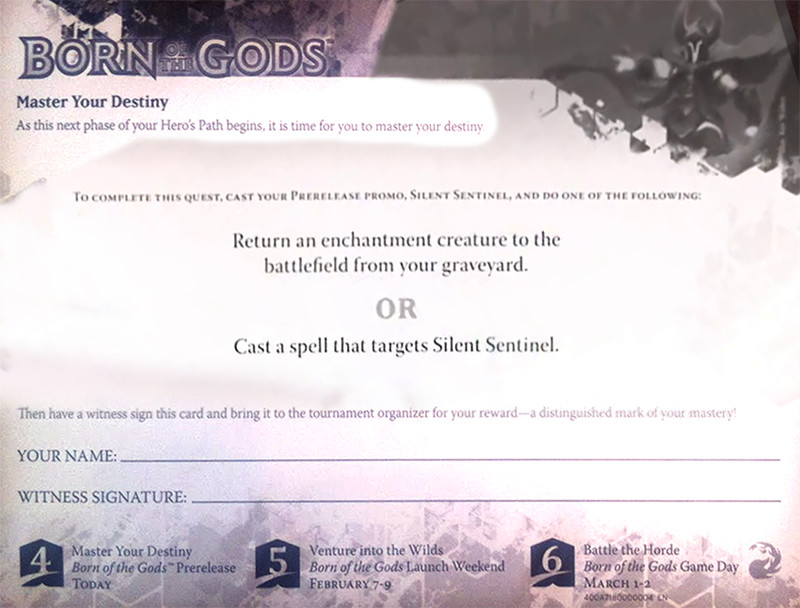 BORN OF THE GODS
Master Your Destiny
As this next phase of your Hero's Path begins, it is time for you to master your destiny
TO COMPLETE THIS QUEST, CAST YOUR PRERELEASE PROMO, SILENT SENTINEL, AND DO ONE OF THE FOLLOWING:
Return an enchantment creature to the
battlefield from your graveyard.
OR
Cast a spell that targets Silent Sentinel.
Then have a witness sign this card and bring it to the tournament organizer for your reward—a distinguished mark of your mastery!
YOUR NAME:
WITNESS SIGNATURE:
4 Master Your Destiny
Born of the Gods™ Prerelease
TODAY
5 Venture into the Wilds
Born of the Gods Launch Weekend
FEBRUARY 7-9
6 Battle the Horde
Born of the Gods Game Day
MARCH 1-2